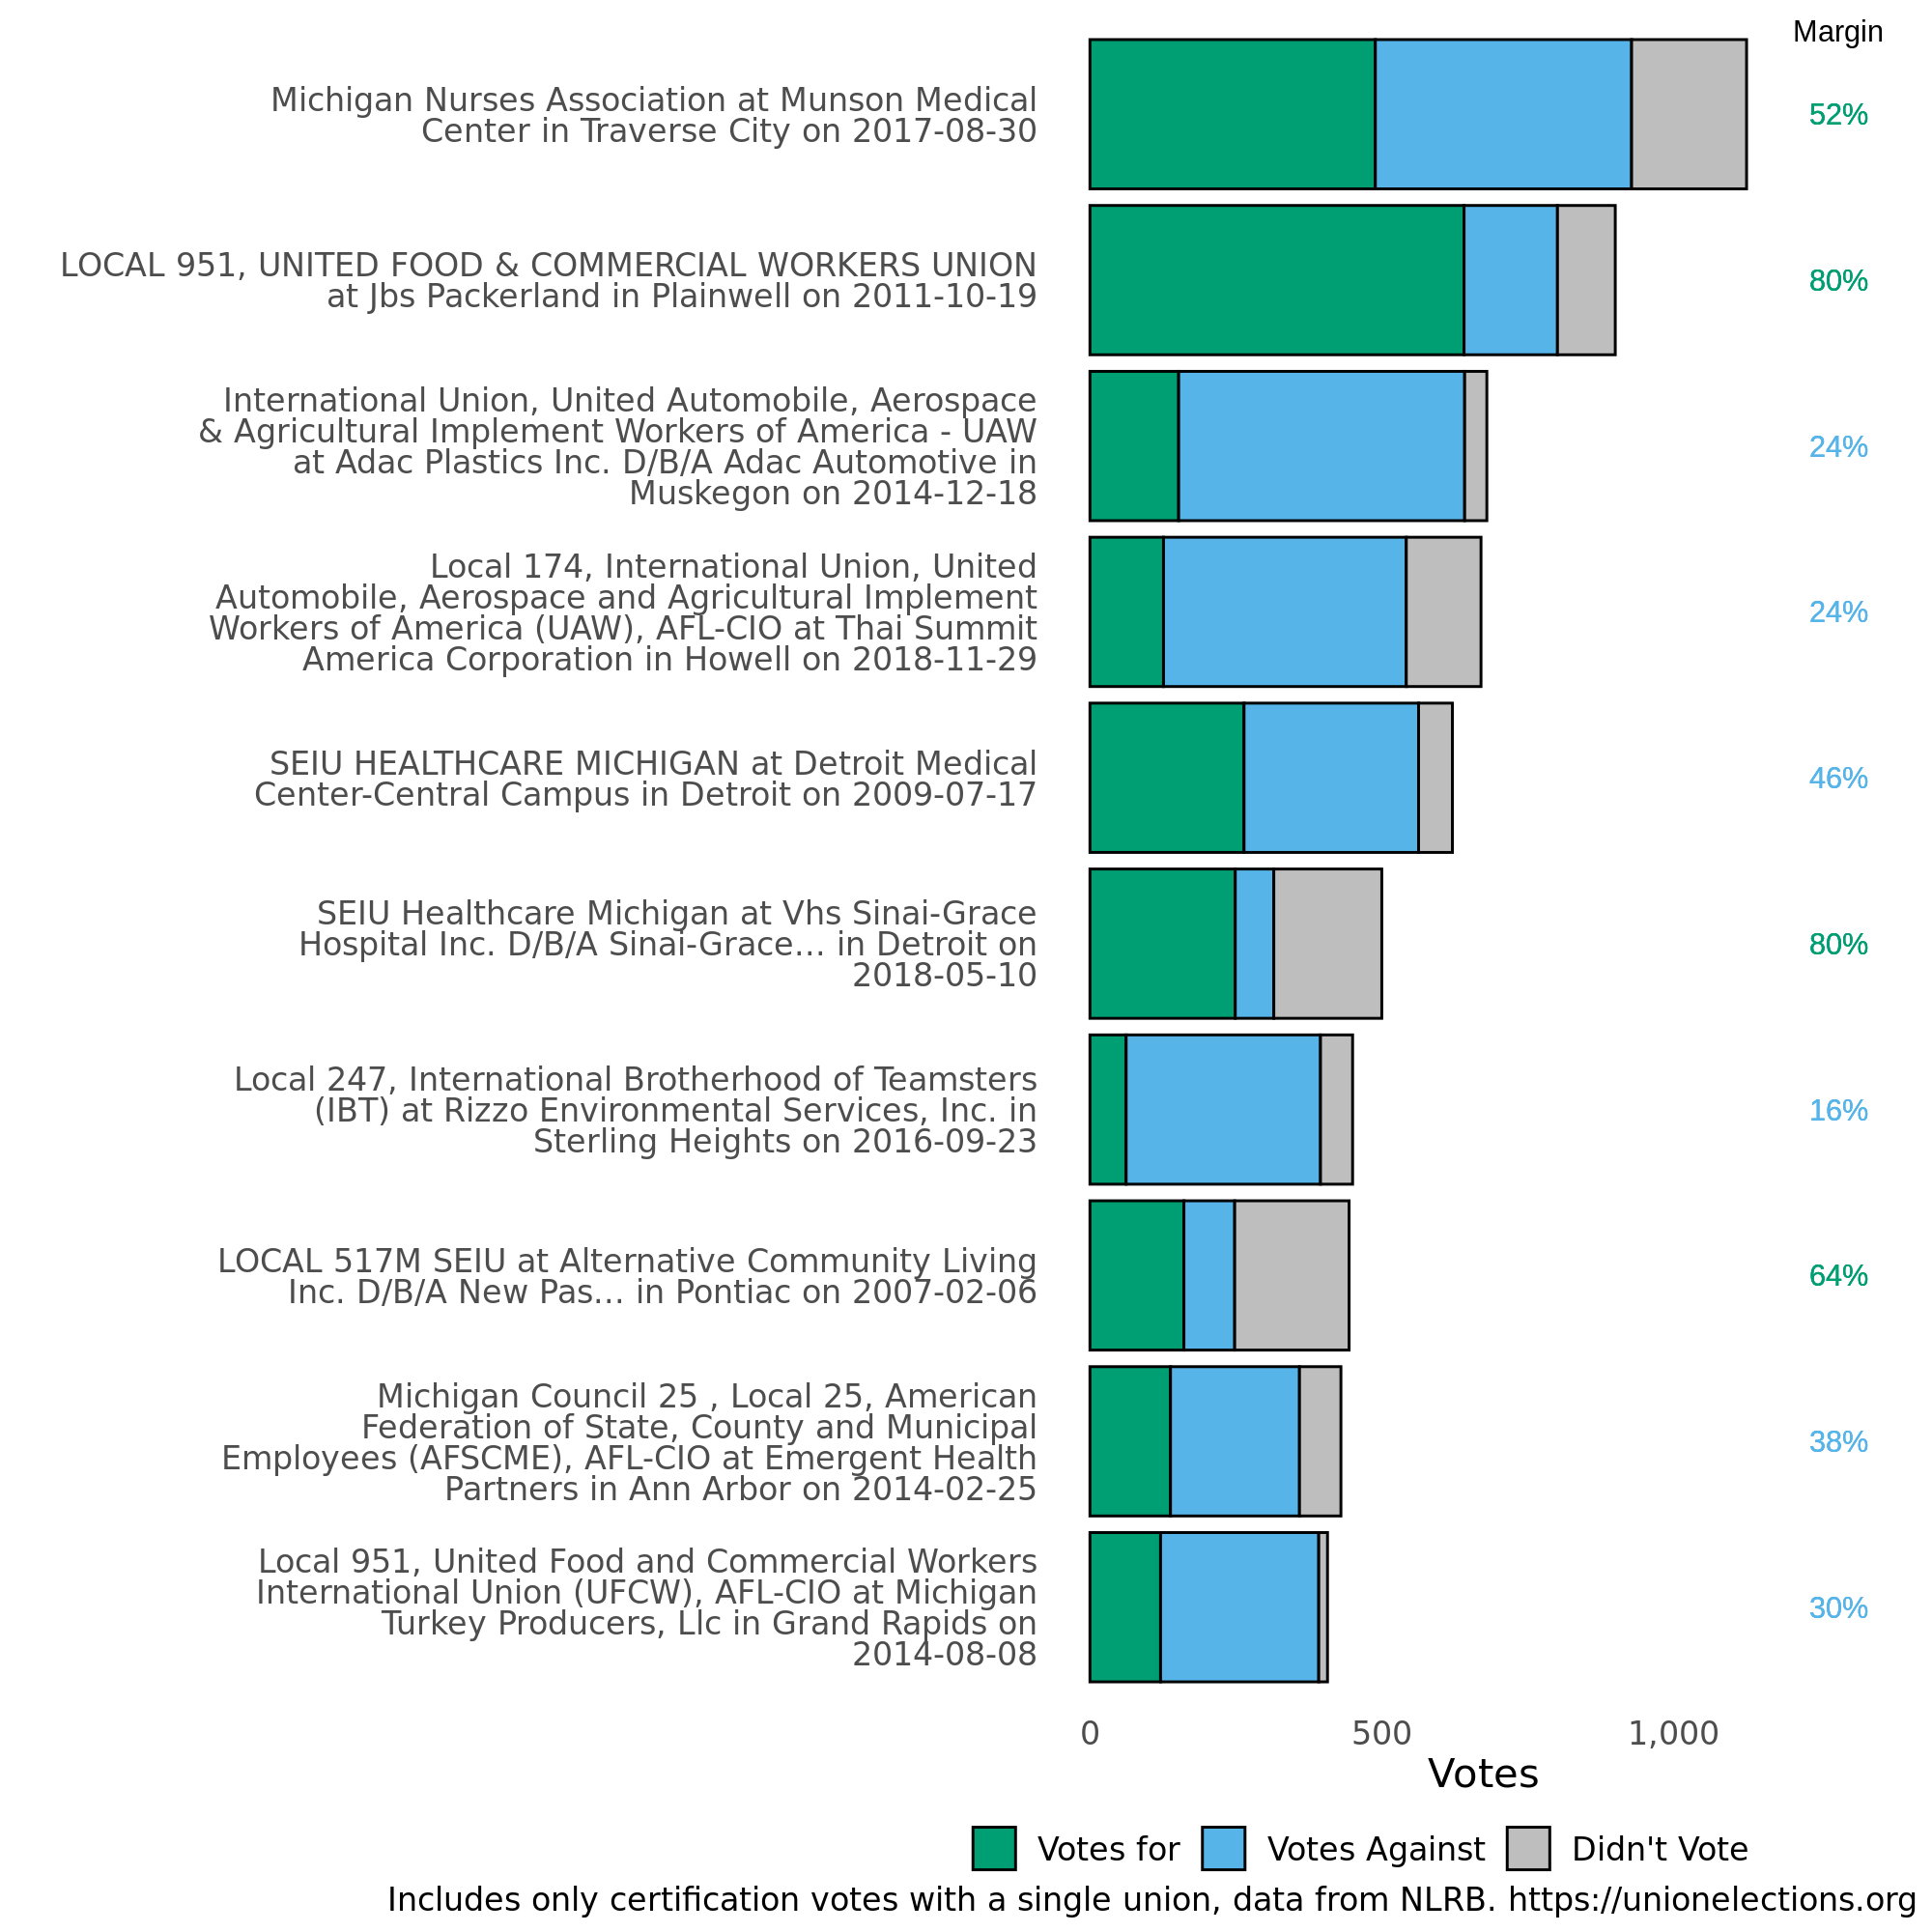 Margin
Michigan Nurses Association at Munson Medical
Center in Traverse City on 2017-08-30
52%
LOCAL 951, UNITED FOOD & COMMERCIAL WORKERS UNION
at Jbs Packerland in Plainwell on 2011-10-19
80%
International Union, United Automobile, Aerospace
& Agricultural Implement Workers of America - UAW
at Adac Plastics Inc. D/B/A Adac Automotive in
Muskegon on 2014-12-18
24%
Local 174, International Union, United
Automobile, Aerospace and Agricultural Implement
Workers of America (UAW), AFL-CIO at Thai Summit
America Corporation in Howell on 2018-11-29
24%
SEIU HEALTHCARE MICHIGAN at Detroit Medical
Center-Central Campus in Detroit on 2009-07-17
46%
SEIU Healthcare Michigan at Vhs Sinai-Grace
Hospital Inc. D/B/A Sinai-Grace... in Detroit on
2018-05-10
80%
Local 247, International Brotherhood of Teamsters
(IBT) at Rizzo Environmental Services, Inc. in
Sterling Heights on 2016-09-23
16%
LOCAL 517M SEIU at Alternative Community Living
Inc. D/B/A New Pas... in Pontiac on 2007-02-06
64%
Michigan Council 25 , Local 25, American
Federation of State, County and Municipal
Employees (AFSCME), AFL-CIO at Emergent Health
Partners in Ann Arbor on 2014-02-25
38%
Local 951, United Food and Commercial Workers
International Union (UFCW), AFL-CIO at Michigan
Turkey Producers, Llc in Grand Rapids on
2014-08-08
30%
0 500 1,000
Votes
Votes for Votes Against Didn't Vote
Includes only certification votes with a single union, data from NLRB. https://unionelections.org